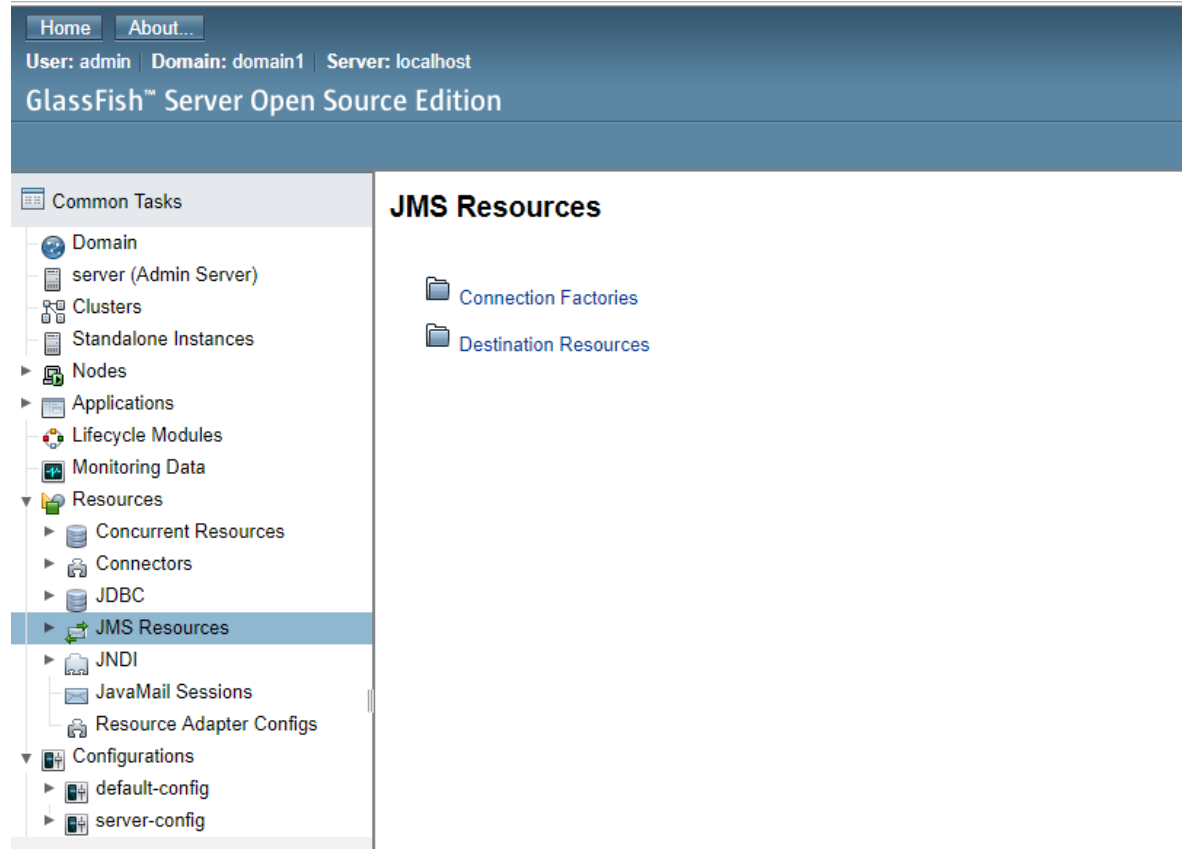 Home About...
User: admin Domain: domain1 Server: localhost
GlassFish™ Server Open Source Edition
Common Tasks
Domain
server (Admin Server)
Clusters
Standalone Instances
Nodes
Applications
Lifecycle Modules
Monitoring Data
Resources
Concurrent Resources
Connectors
JDBC
JMS Resources
JNDI
JavaMail Sessions
Resource Adapter Configs
Configurations
default-config
server-config
JMS Resources
Connection Factories
Destination Resources